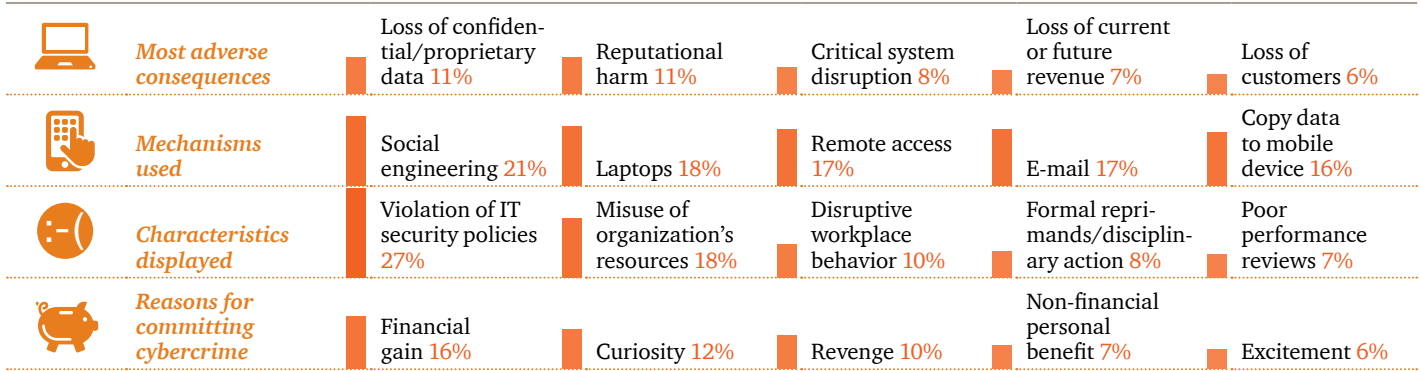 Most adverse
consequences
Loss of confiden-
tial/proprietary
data 11%
Reputational
harm 11%
Critical system
disruption 8%
Loss of current
or future
revenue 7%
Loss of
customers 6%
Mechanisms
used
Social
engineering 21%
Laptops 18%
Remote access
17%
E-mail 17%
Copy data
to mobile
device 16%
Characteristics
displayed
Violation of IT
security policies
27%
Misuse of
organization’s
resources 18%
Disruptive
workplace
behavior 10%
Formal repri-
mands/disciplin-
ary action 8%
Poor
performance
reviews 7%
Reasons for
committing
cybercrime
Financial
gain 16%
Curiosity 12%
Revenge 10%
Non-financial
personal
benefit 7%
Excitement 6%